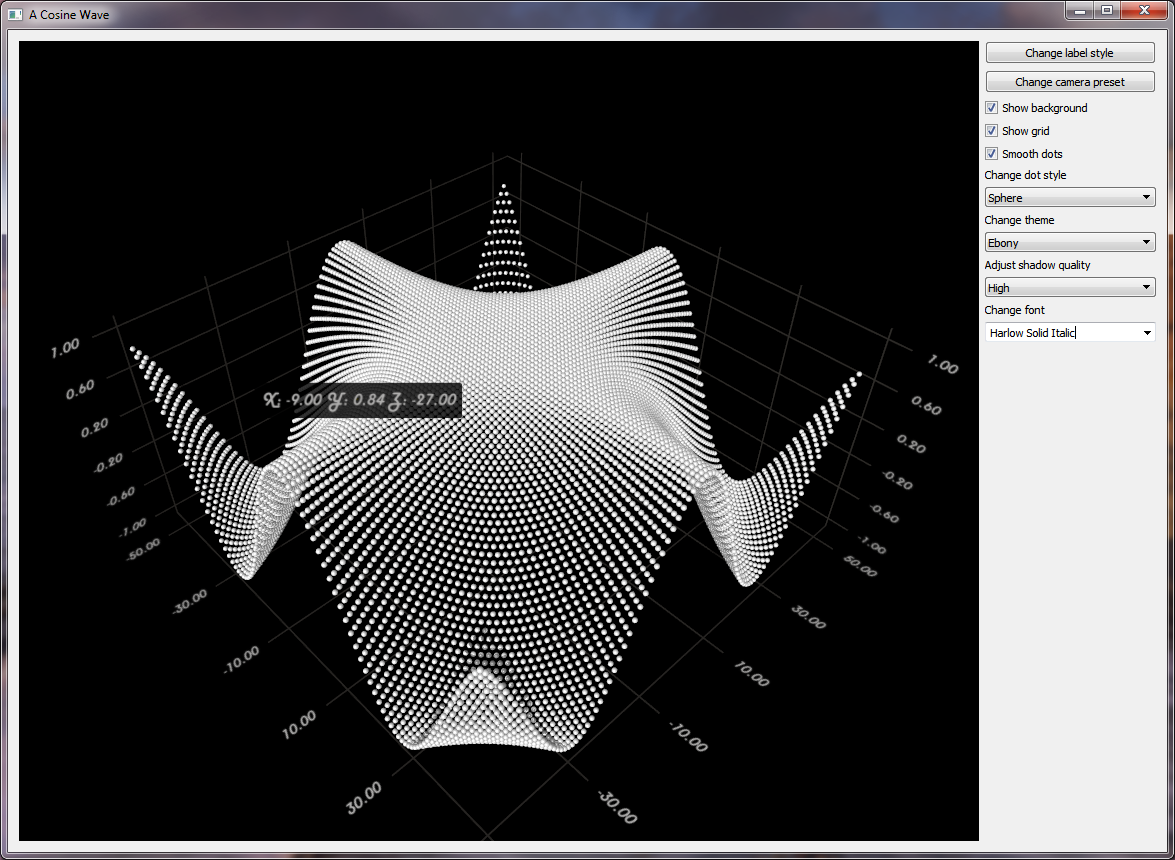 A Cosine Wave
Change label style
Change camera preset
Show background
Show grid
Smooth dots
Change dot style
Sphere
Change theme
Ebony
Adjust shadow quality
High
Change font
Harlow Solid Italic
X: -9.00 Y: 0.84 Z: -27.00
1.00
0.60
0.20
-0.20
-0.60
-1.00
-50.00
-30.00
-10.00
10.00
30.00
1.00
0.60
0.20
-0.20
-0.60
-1.00
50.00
30.00
10.00
-10.00
-30.00